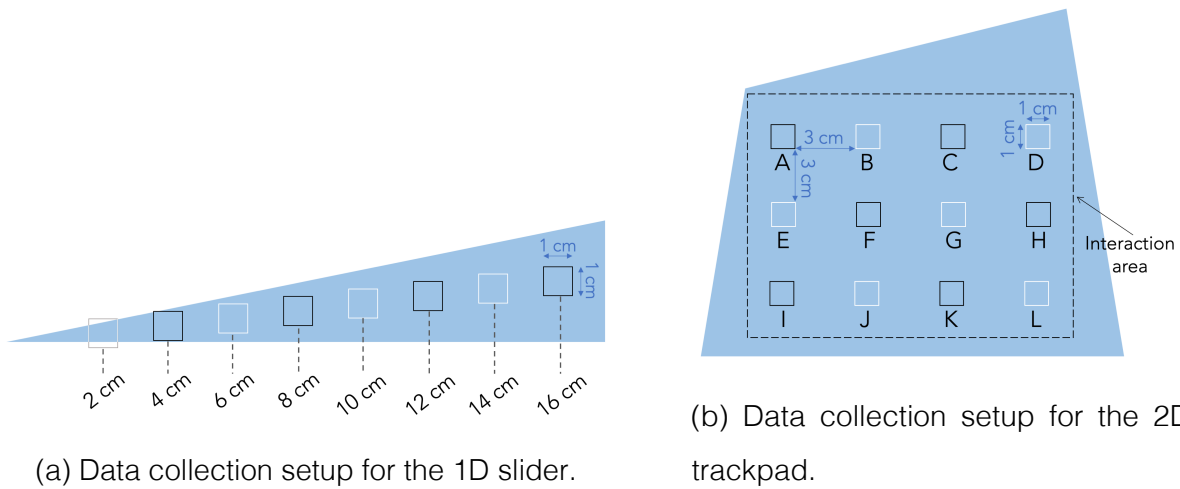 1 cm
1 cm
2 cm
4 cm
6 cm
8 cm
10 cm
12 cm
14 cm
16 cm
(a) Data collection setup for the 1D slider.
1 cm
1 cm
3 cm
3 cm
A
B
C
D
E
F
G
H
Interaction
area
I
J
K
L
(b) Data collection setup for the 2D
trackpad.